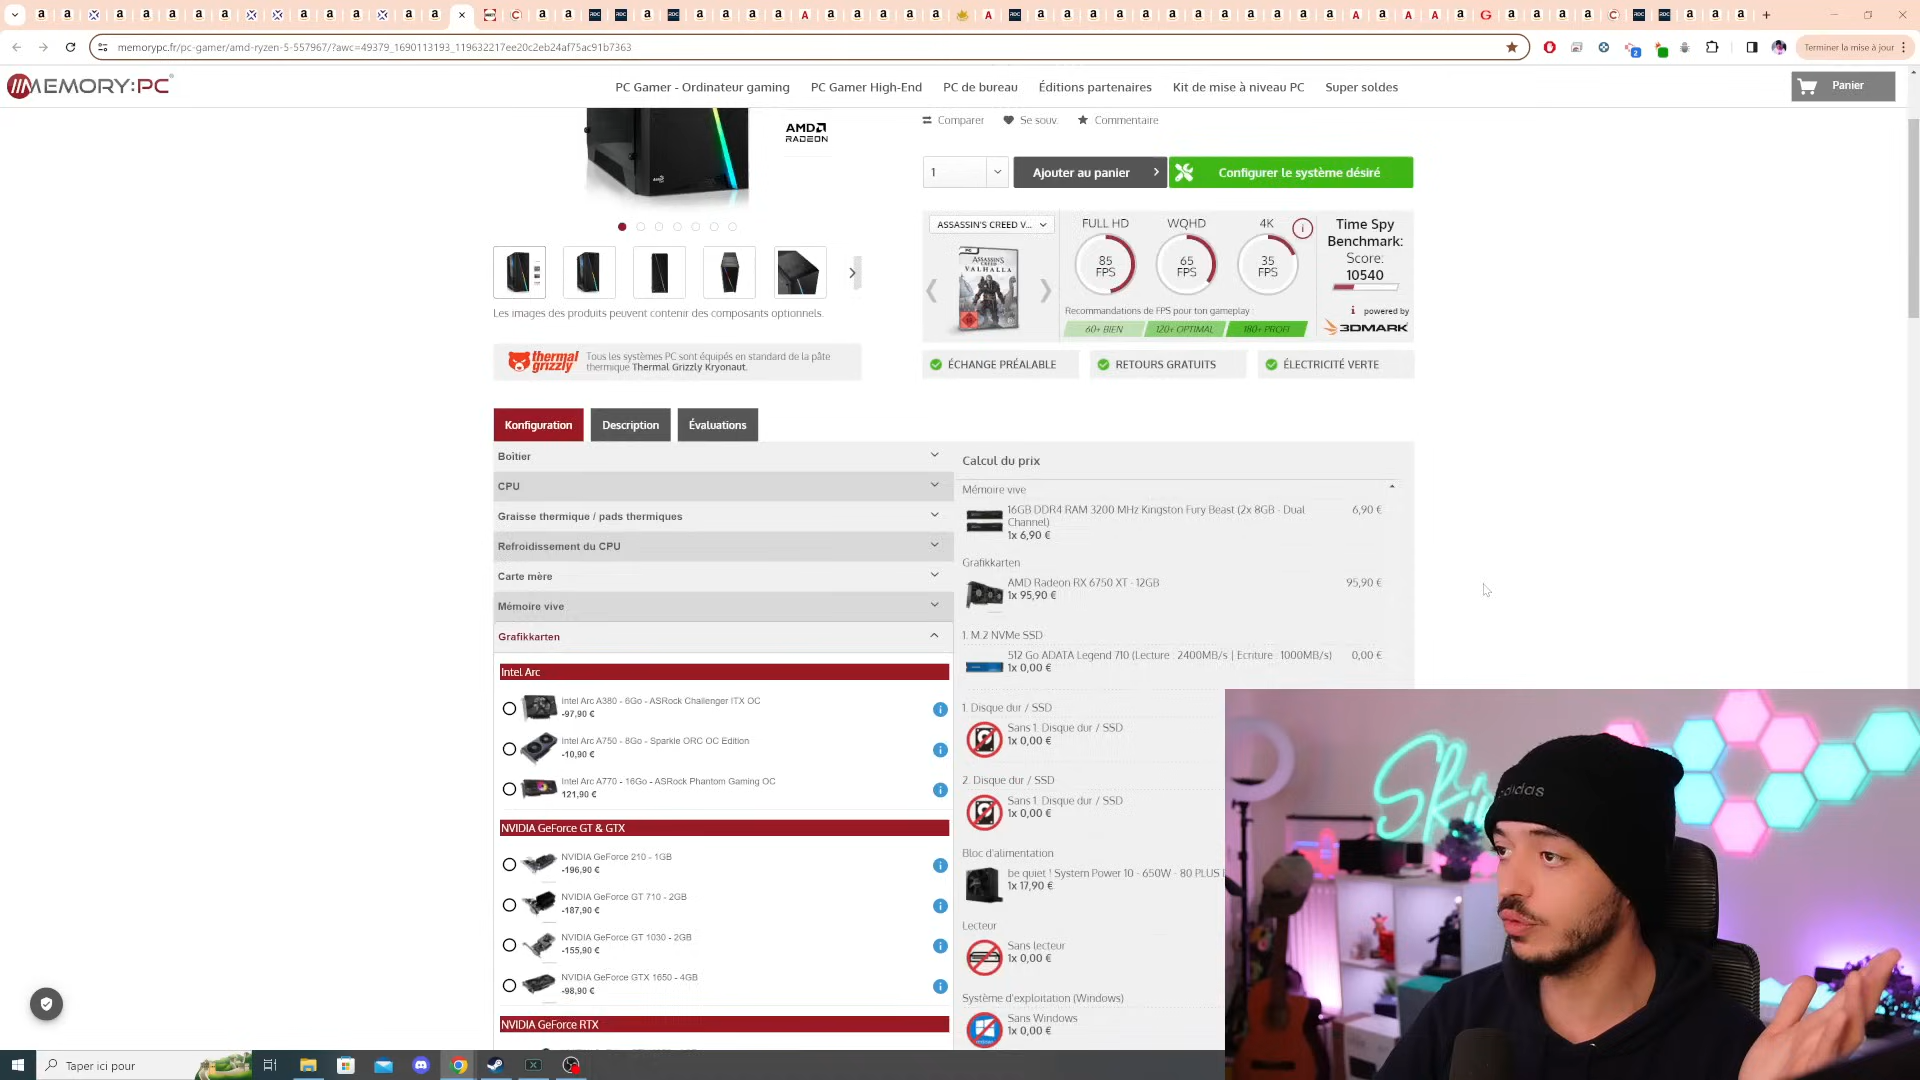 memorypc.fr/pc-gamer/amd-ryzen-5-557967/?awc=49379_1690113193_119632217ee20c2eb24af75ac91b7363
Terminer la mise à jour
MEMORY:PC
PC Gamer - Ordinateur gaming
PC Gamer High-End
PC de bureau
Éditions partenaires
Kit de mise à niveau PC
Super soldes
Panier
AMD
RADEON
Comparer
Se souv.
Commentaire
1
Ajouter au panier
Configurer le système désiré
ASSASSIN'S CREED V...
FULL HD
WQHD
4K
85
FPS
65
FPS
35
FPS
ASSASSIN'S
CREED
VALHALLA
Recommandations de FPS pour ton gameplay :
60+ BIEN
120+ OPTIMAL
180+ PROFI
Time Spy
Benchmark:
Score:
10540
powered by
3DMARK
Les images des produits peuvent contenir des composants optionnels.
thermal
grizzly
Tous les systèmes PC sont équipés en standard de la pâte
thermique Thermal Grizzly Kryonaut.
ÉCHANGE PRÉALABLE
RETOURS GRATUITS
ÉLECTRICITÉ VERTE
Konfiguration
Description
Évaluations
Boîtier
CPU
Graisse thermique / pads thermiques
Refroidissement du CPU
Carte mère
Mémoire vive
Grafikkarten
Intel Arc
Intel Arc A380 - 6Go - ASRock Challenger ITX OC
-97,90 €
Intel Arc A750 - 8Go - Sparkle ORC OC Edition
-10,90 €
Intel Arc A770 - 16Go - ASRock Phantom Gaming OC
121,90 €
NVIDIA GeForce GT & GTX
NVIDIA GeForce 210 - 1GB
-196,90 €
NVIDIA GeForce GT 710 - 2GB
-187,90 €
NVIDIA GeForce GT 1030 - 2GB
-155,90 €
NVIDIA GeForce GTX 1650 - 4GB
-98,90 €
NVIDIA GeForce RTX
Calcul du prix
Mémoire vive
16GB DDR4 RAM 3200 MHz Kingston Fury Beast (2x 8GB - Dual
Channel)
1x 6,90 €
6,90 €
Grafikkarten
AMD Radeon RX 6750 XT - 12GB
1x 95,90 €
95,90 €
1. M.2 NVMe SSD
512 Go ADATA Legend 710 (Lecture : 2400MB/s | Ecriture : 1000MB/s)
1x 0,00 €
0,00 €
1. Disque dur / SSD
Sans 1. Disque dur / SSD
1x 0,00 €
2. Disque dur / SSD
Sans 1. Disque dur / SSD
1x 0,00 €
Bloc d'alimentation
be quiet ! System Power 10 - 650W - 80 PLUS
1x 17,90 €
Lecteur
Sans lecteur
1x 0,00 €
Système d'exploitation (Windows)
Sans Windows
1x 0,00 €
adidas
Taper ici pour